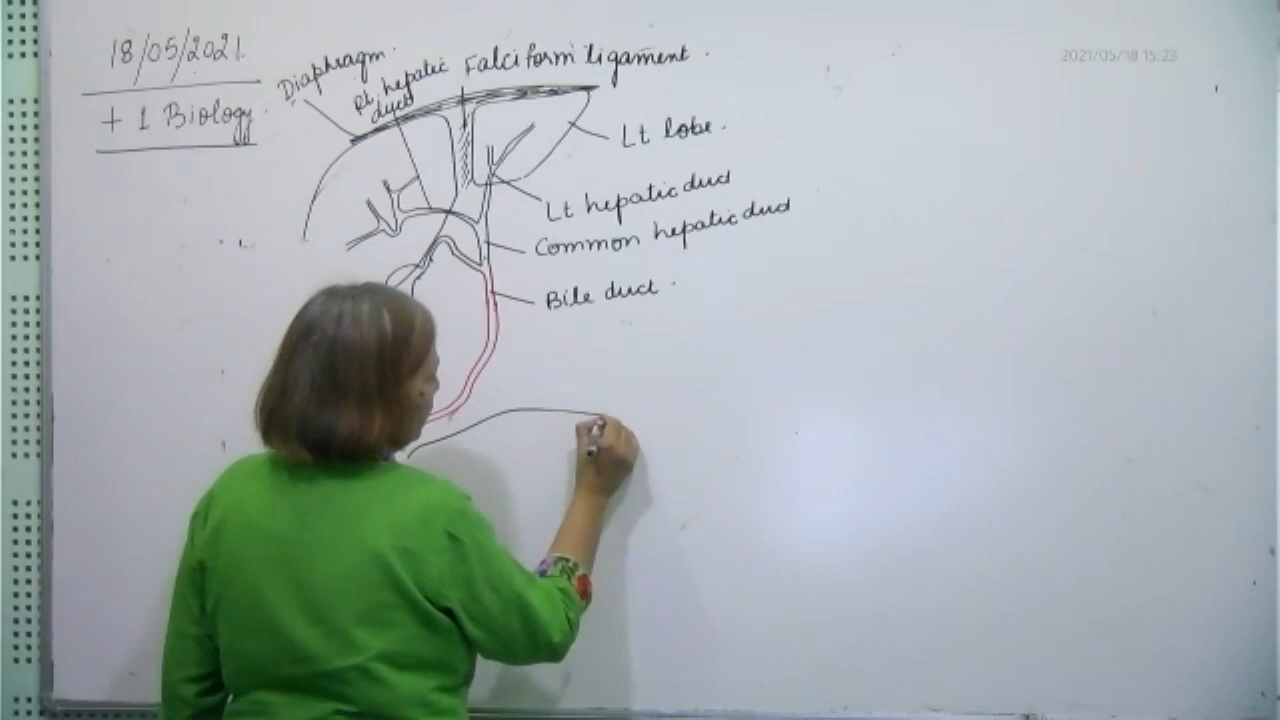 18/05/2021.
+ 1 Biology.
Diaphragm.
Rt. hepatic
duct
Falciform ligament.
Lt lobe.
Lt hepatic duct
Common hepatic duct
Bile duct.
2021/05/18 15:23